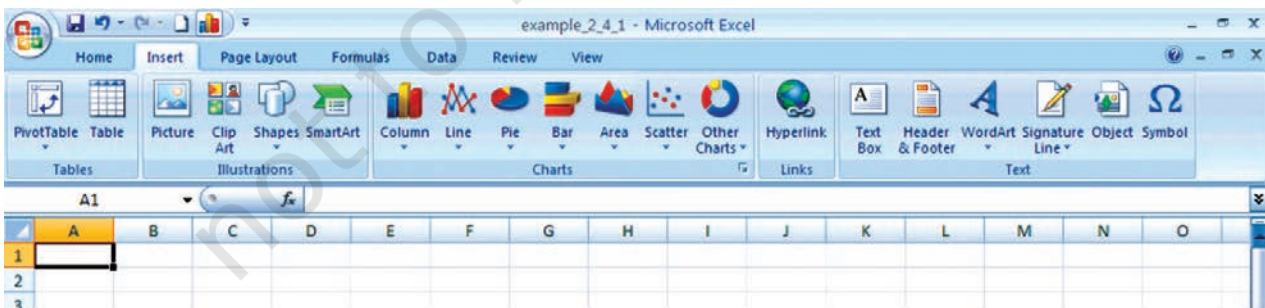 example_2_4_1 - Microsoft Excel
Home Insert Page Layout Formulas Data Review View
PivotTable Table Picture Clip Art Shapes SmartArt Column Line Pie Bar Area Scatter Other Charts Hyperlink Text Box Header & Footer WordArt Signature Line Object Symbol
Tables Illustrations Charts Links Text
A1 fx
A B C D E F G H I J K L M N O
1
2
3
not to